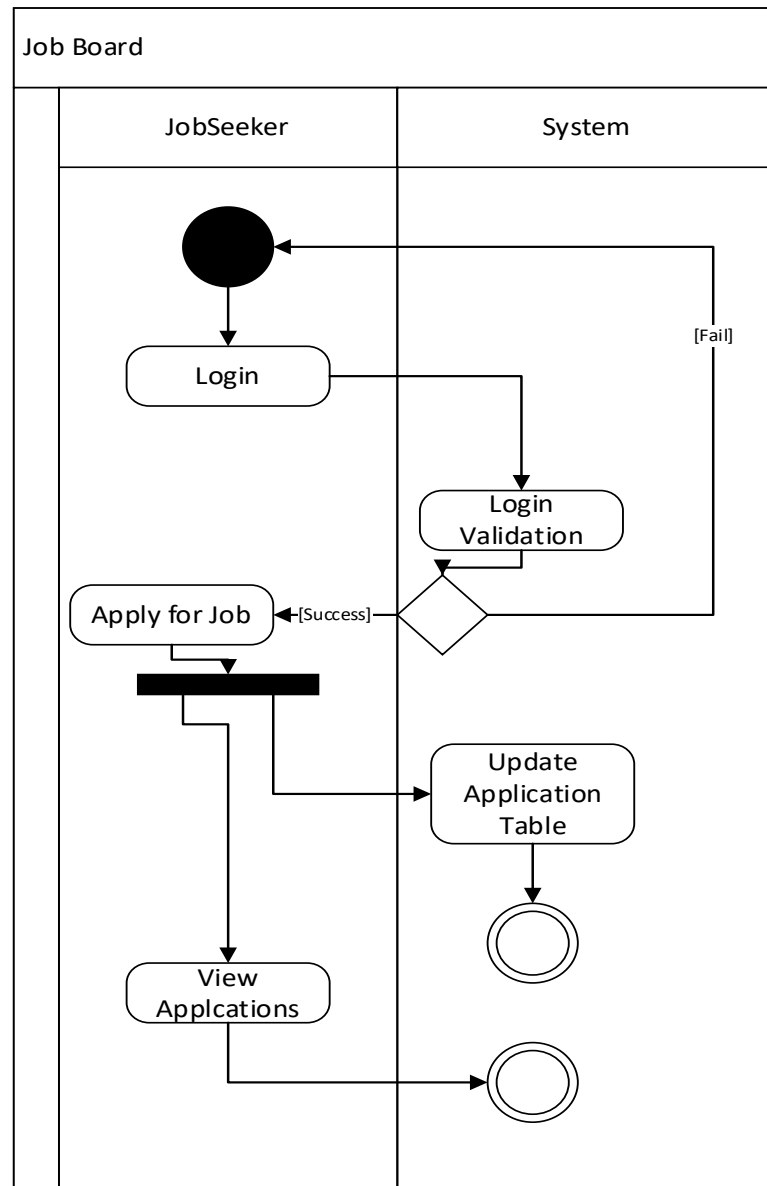 Job Board
JobSeeker
System
[Fail]
Login
Login
Validation
Apply for Job
[Success]
Update
Application
Table
View
Applcations